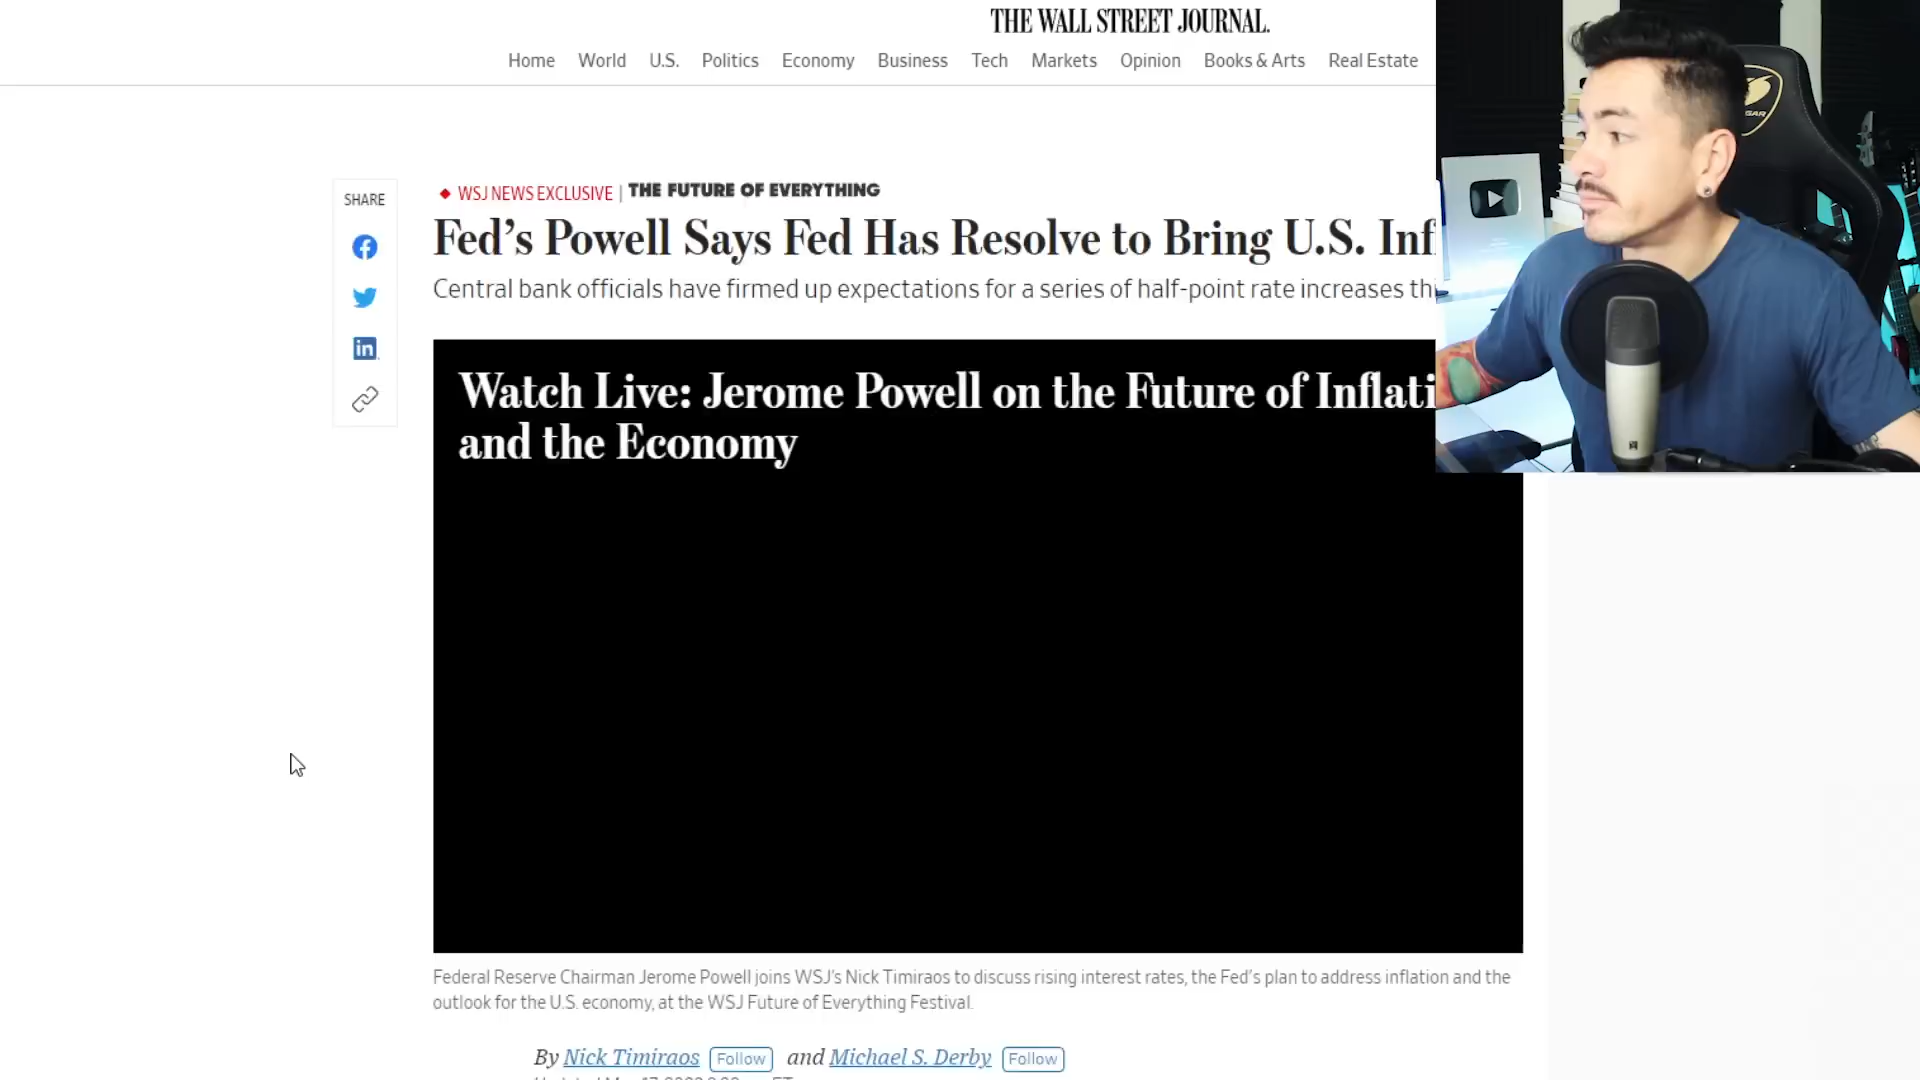 THE WALL STREET JOURNAL.
Home World U.S. Politics Economy Business Tech Markets Opinion Books & Arts Real Estate
SHARE
WSJ NEWS EXCLUSIVE | THE FUTURE OF EVERYTHING
Fed's Powell Says Fed Has Resolve to Bring U.S. Inf
Central bank officials have firmed up expectations for a series of half-point rate increases th
Watch Live: Jerome Powell on the Future of Inflati
and the Economy
Federal Reserve Chairman Jerome Powell joins WSJ's Nick Timiraos to discuss rising interest rates, the Fed's plan to address inflation and the
outlook for the U.S. economy, at the WSJ Future of Everything Festival.
By Nick Timiraos Follow and Michael S. Derby Follow